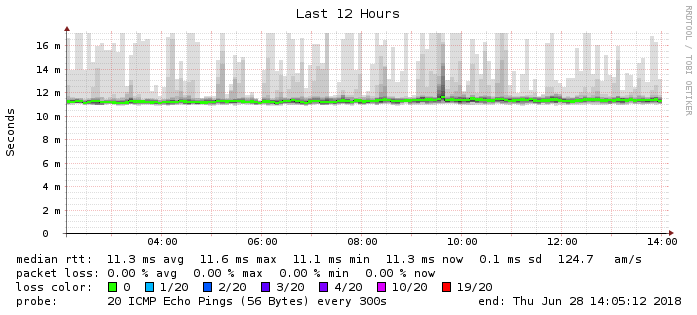 Last 12 Hours
RRDTOOL / TOBI OETIKER
Seconds
16 m
14 m
12 m
10 m
8 m
6 m
4 m
2 m
0
04:00 06:00 08:00 10:00 12:00 14:00
median rtt: 11.3 ms avg 11.6 ms max 11.1 ms min 11.3 ms now 0.1 ms sd 124.7 am/s
packet loss: 0.00 % avg 0.00 % max 0.00 % min 0.00 % now
loss color: 0 1/20 2/20 3/20 4/20 10/20 19/20
probe: 20 ICMP Echo Pings (56 Bytes) every 300s end: Thu Jun 28 14:05:12 2018